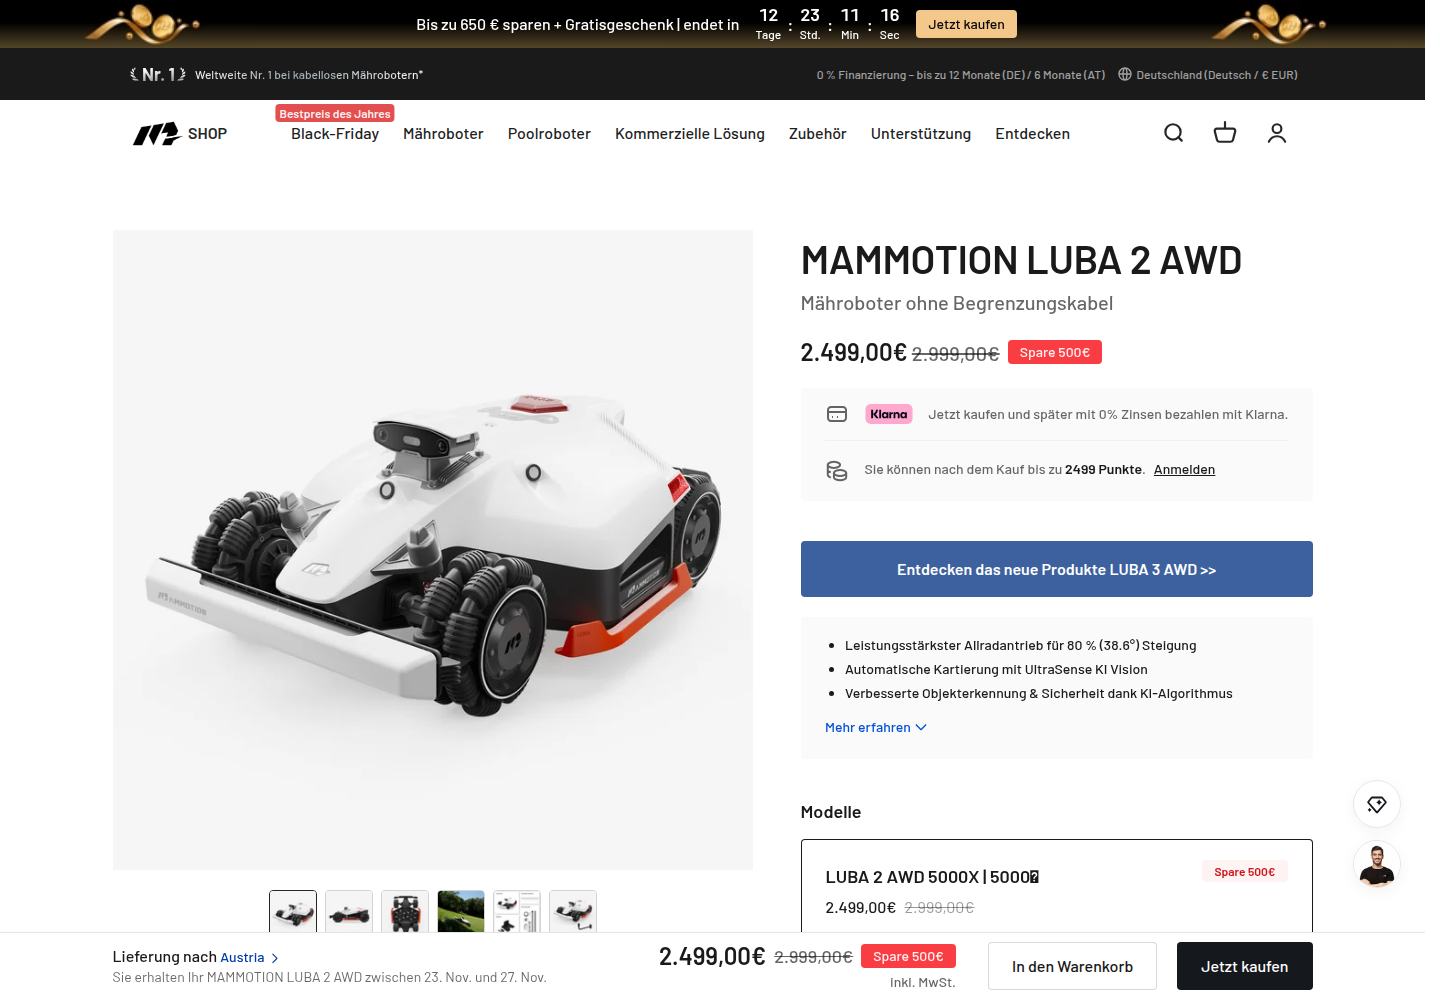 Bis zu 650 € sparen + Gratisgeschenk | endet in
12 : 23 : 11 : 16
Tage Std. Min Sec
Jetzt kaufen
Nr. 1
Weltweite Nr. 1 bei kabellosen Mährobotern*
0 % Finanzierung – bis zu 12 Monate (DE) / 6 Monate (AT)
Deutschland (Deutsch / € EUR)
SHOP
Bestpreis des Jahres
Black-Friday
Mähroboter
Poolroboter
Kommerzielle Lösung
Zubehör
Unterstützung
Entdecken
MAMMOTION LUBA 2 AWD
Mähroboter ohne Begrenzungskabel
2.499,00€ 2.999,00€ Spare 500€
Klarna Jetzt kaufen und später mit 0% Zinsen bezahlen mit Klarna.
Sie können nach dem Kauf bis zu 2499 Punkte. Anmelden
Entdecken das neue Produkte LUBA 3 AWD >>
• Leistungsstärkster Allradantrieb für 80 % (38.6°) Steigung
• Automatische Kartierung mit UltraSense KI Vision
• Verbesserte Objekterkennung & Sicherheit dank KI-Algorithmus
Mehr erfahren
Modelle
LUBA 2 AWD 5000X | 5000
Spare 500€
2.499,00€ 2.999,00€
MAMMOTION
MAMMOTION
Lieferung nach Austria
Sie erhalten Ihr MAMMOTION LUBA 2 AWD zwischen 23. Nov. und 27. Nov.
2.499,00€ 2.999,00€ Spare 500€
Inkl. MwSt.
In den Warenkorb
Jetzt kaufen